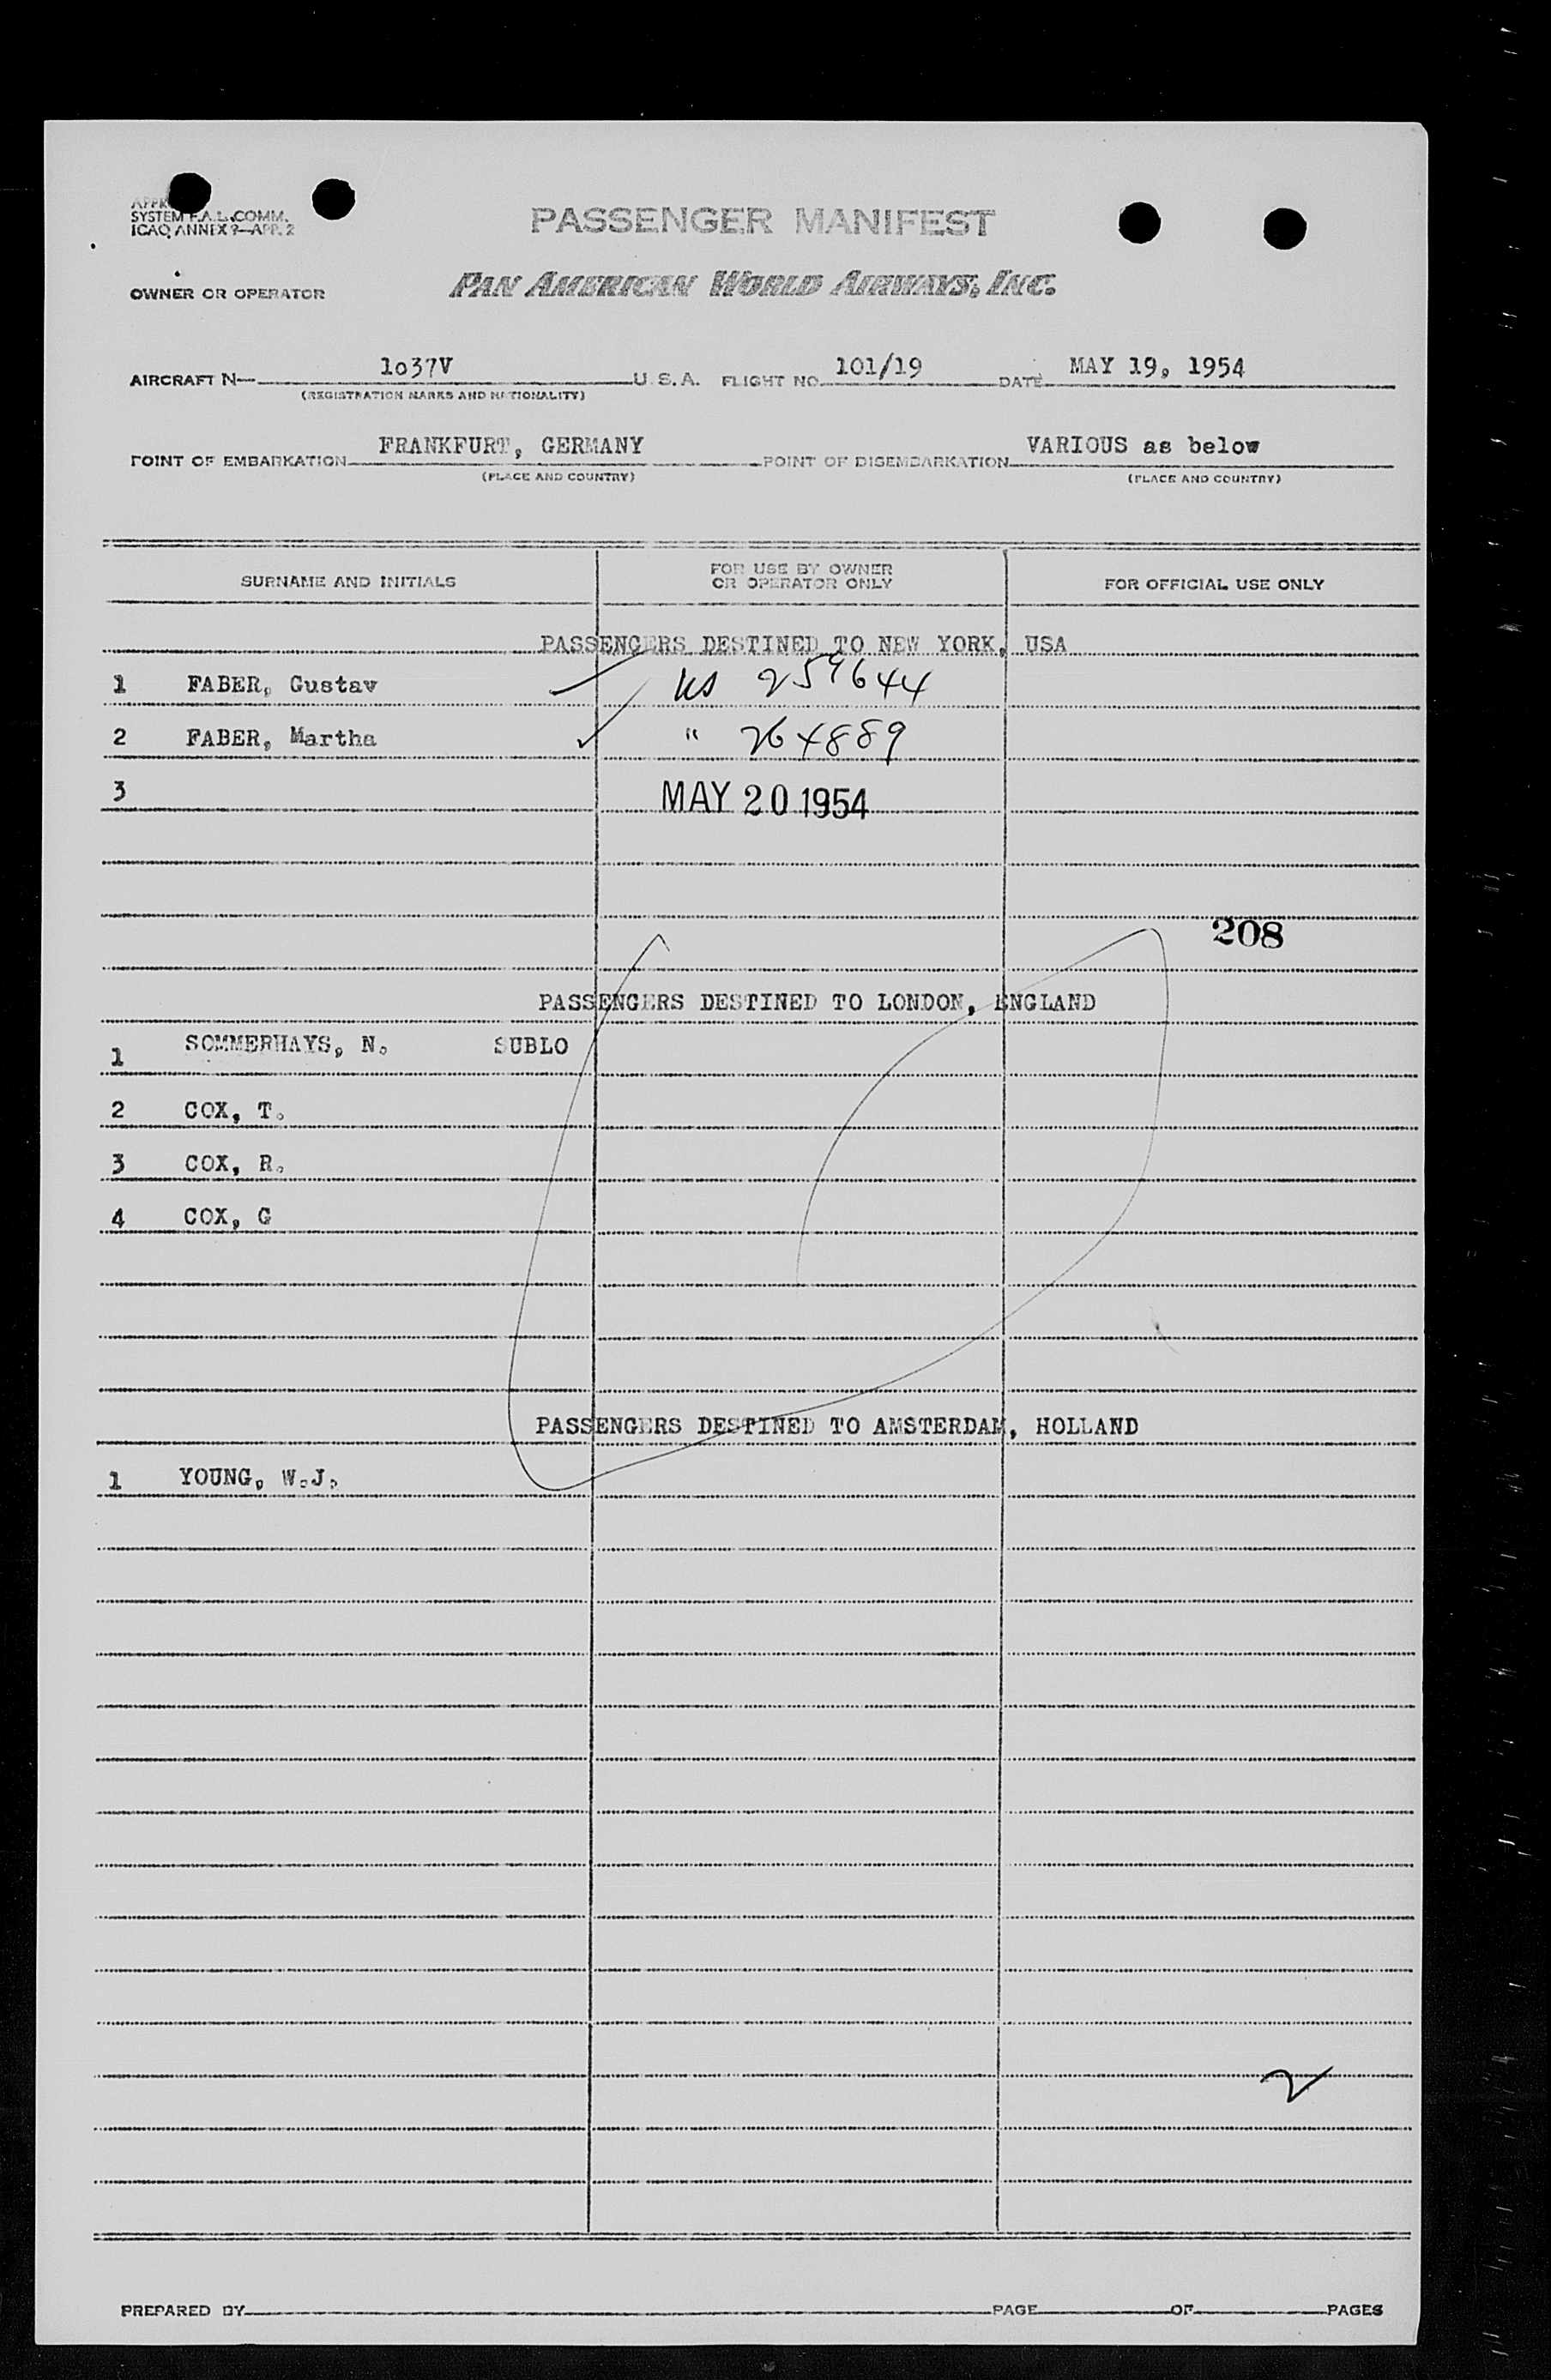 SYSTEM F.A.L. COMM.
ICAO ANNEX 9—APP. 2
PASSENGER MANIFEST
OWNER OR OPERATOR
PAN AMERICAN WORLD AIRWAYS, INC.
AIRCRAFT N— 1o37V U.S.A. FLIGHT NO. 101/19 DATE MAY 19, 1954
(REGISTRATION MARKS AND NATIONALITY)
POINT OF EMBARKATION FRANKFURT, GERMANY POINT OF DISEMBARKATION VARIOUS as below
(PLACE AND COUNTRY) (PLACE AND COUNTRY)
SURNAME AND INITIALS
FOR USE BY OWNER
OR OPERATOR ONLY
FOR OFFICIAL USE ONLY
PASSENGERS DESTINED TO NEW YORK, USA
1 FABER, Gustav US 259644
2 FABER, Martha " 264889
3 MAY 20 1954
208
PASSENGERS DESTINED TO LONDON, ENGLAND
1 SOMMERHAYS, N. SUBLO
2 COX, T.
3 COX, R.
4 COX, G
PASSENGERS DESTINED TO AMSTERDAM, HOLLAND
1 YOUNG, W.J.
2
PREPARED BY PAGE OF PAGES